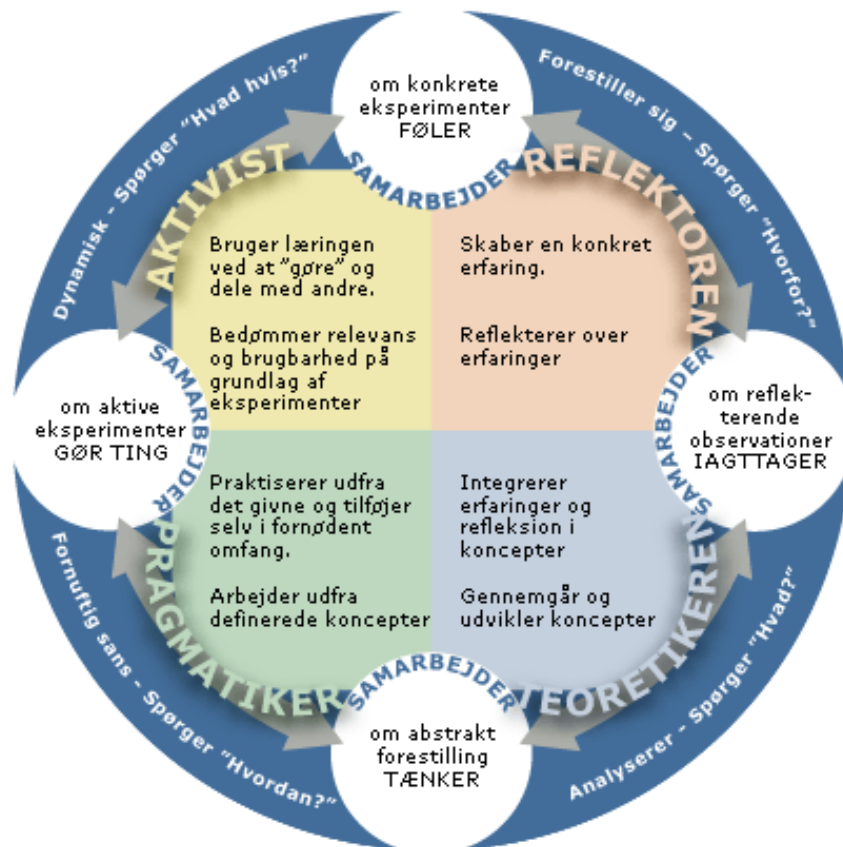 om konkrete
eksperimenter
FØLER
SAMARBEJDER
Dynamisk - Spørger "Hvad hvis?"
Forestiller sig – Spørger "Hvorfor?"
AKTIVIST
REFLEKTOREN
Bruger læringen
ved at "gøre" og
dele med andre.
Bedømmer relevans
og brugbarhed på
grundlag af
eksperimenter
Skaber en konkret
erfaring.
Reflekterer over
erfaringer
om aktive
eksperimenter
GØR TING
SAMARBEJDER
SAMARBEJDER
om reflek-
terende
observationer
IAGTTAGER
Praktiserer udfra
det givne og tilføjer
selv i fornødent
omfang.
Arbejder udfra
definerede koncepter
Integrerer
erfaringer og
refleksion i
koncepter
Gennemgår og
udvikler koncepter
PRAGMATIKER
TEORETIKEREN
Fornuftig sans - Spørger "Hvordan?"
Analyserer - Spørger "Hvad?"
SAMARBEJDER
om abstrakt
forestilling
TÆNKER